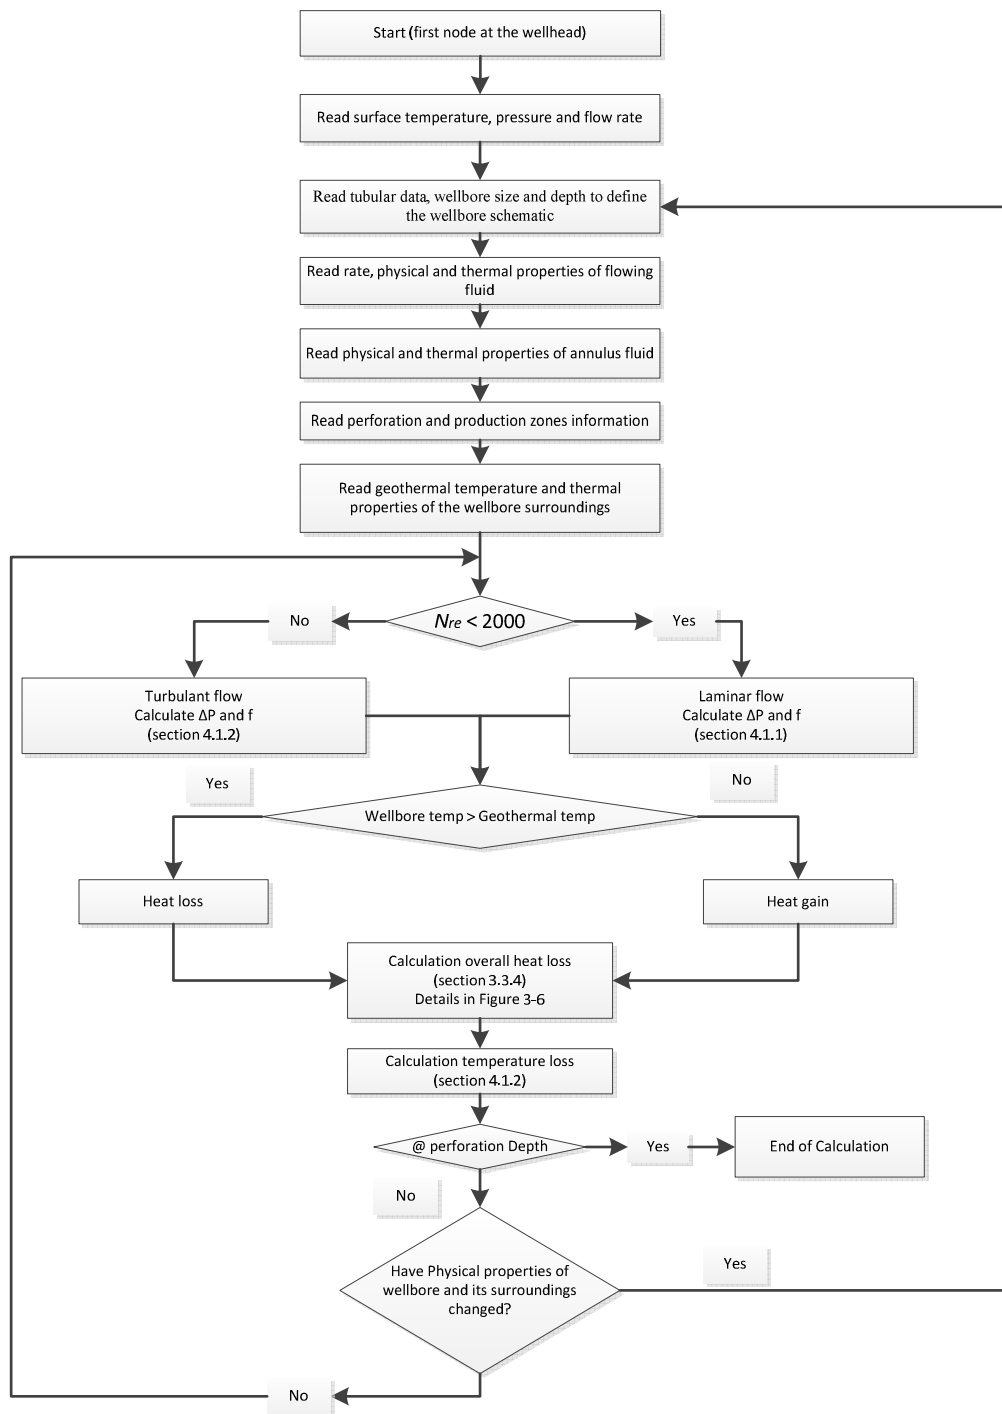 Start (first node at the wellhead)
Read surface temperature, pressure and flow rate
Read tubular data, wellbore size and depth to define
the wellbore schematic
Read rate, physical and thermal properties of flowing
fluid
Read physical and thermal properties of annulus fluid
Read perforation and production zones information
Read geothermal temperature and thermal
properties of the wellbore surroundings
No
Nre < 2000
Yes
Turbulant flow
Calculate ΔP and f
(section 4.1.2)
Laminar flow
Calculate ΔP and f
(section 4.1.1)
Yes
No
Wellbore temp > Geothermal temp
Heat loss
Heat gain
Calculation overall heat loss
(section 3.3.4)
Details in Figure 3-6
Calculation temperature loss
(section 4.1.2)
@ perforation Depth
Yes
End of Calculation
No
Have Physical properties of
wellbore and its surroundings
changed?
Yes
No